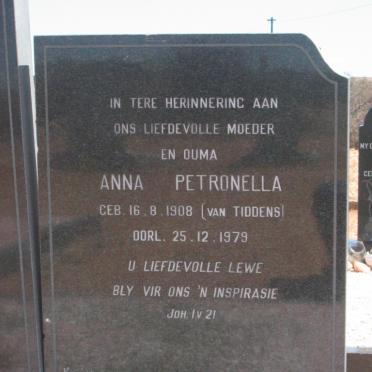 IN TERE HERINNERING AAN
ONS LIEFDEVOLLE MOEDER
EN OUMA
ANNA PETRONELLA
GEB. 16.8.1908 (VAN TIDDENS)
OORL. 25.12.1979
U LIEFDEVOLLE LEWE
BLY VIR ONS 'N INSPIRASIE
JOH. 1 V 21